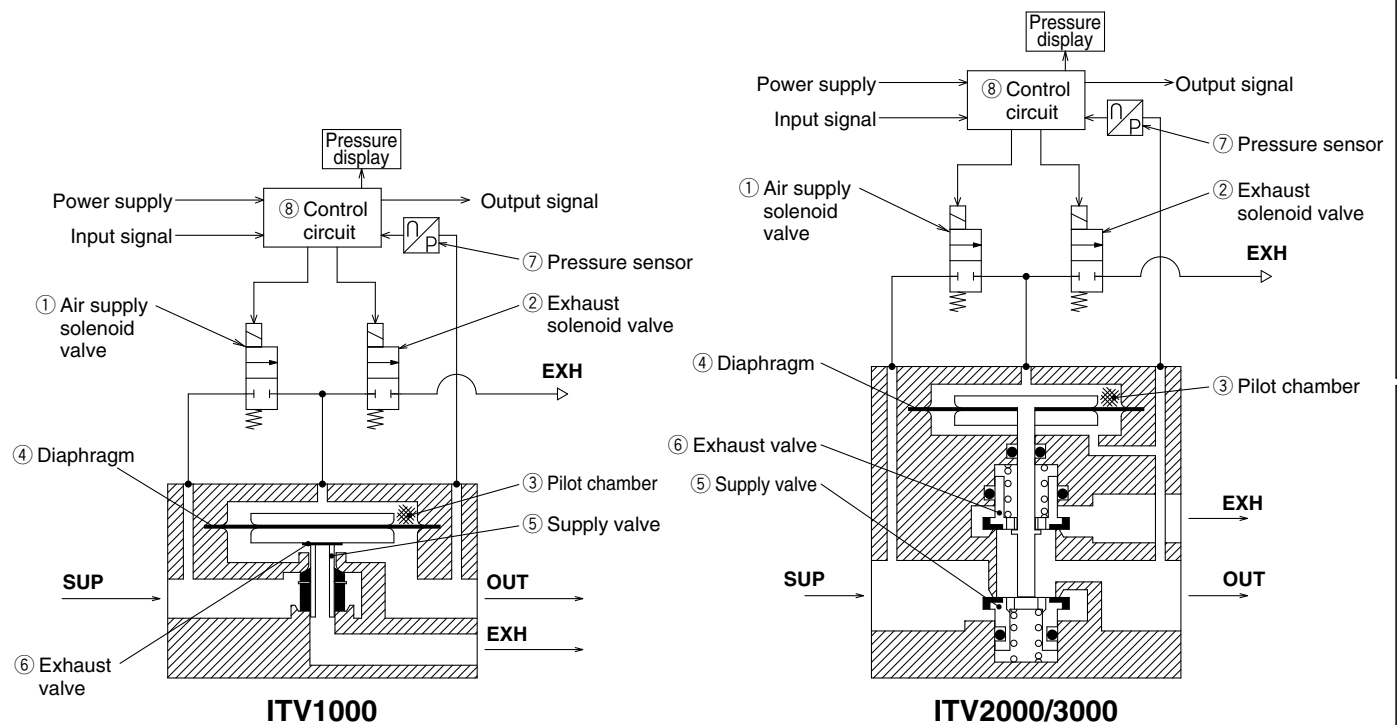 Pressure
display
Power supply
Input signal
⑧ Control
circuit
Output signal
⑦ Pressure sensor
① Air supply
solenoid
valve
② Exhaust
solenoid valve
EXH
④ Diaphragm
③ Pilot chamber
⑤ Supply valve
SUP
OUT
EXH
⑥ Exhaust
valve
ITV1000
Pressure
display
Power supply
Input signal
⑧ Control
circuit
Output signal
P
⑦ Pressure sensor
① Air supply
solenoid
valve
② Exhaust
solenoid valve
EXH
④ Diaphragm
③ Pilot chamber
⑥ Exhaust valve
⑤ Supply valve
EXH
SUP
OUT
ITV2000/3000